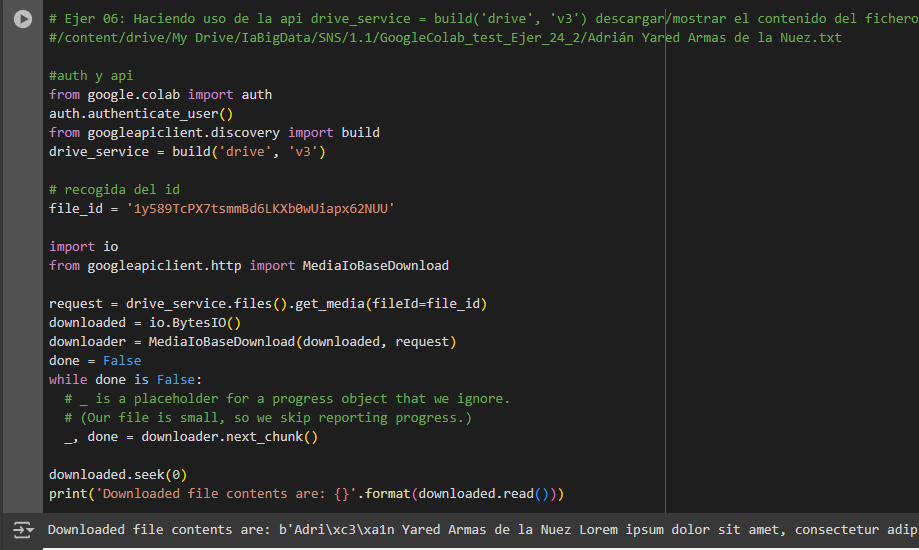 # Ejer 06: Haciendo uso de la api drive_service = build('drive', 'v3') descargar/mostrar el contenido del fichero
#/content/drive/My Drive/IaBigData/SNS/1.1/GoogleColab_test_Ejer_24_2/Adrián Yared Armas de la Nuez.txt
#auth y api
from google.colab import auth
auth.authenticate_user()
from googleapiclient.discovery import build
drive_service = build('drive', 'v3')
# recogida del id
file_id = '1y589TcPX7tsmmBd6LKXb0wUiapx62NUU'
import io
from googleapiclient.http import MediaIoBaseDownload
request = drive_service.files().get_media(fileId=file_id)
downloaded = io.BytesIO()
downloader = MediaIoBaseDownload(downloaded, request)
done = False
while done is False:
  # _ is a placeholder for a progress object that we ignore.
  # (Our file is small, so we skip reporting progress.)
  _, done = downloader.next_chunk()
downloaded.seek(0)
print('Downloaded file contents are: {}'.format(downloaded.read()))
Downloaded file contents are: b'Adri\xc3\xa1n Yared Armas de la Nuez Lorem ipsum dolor sit amet, consectetur adip